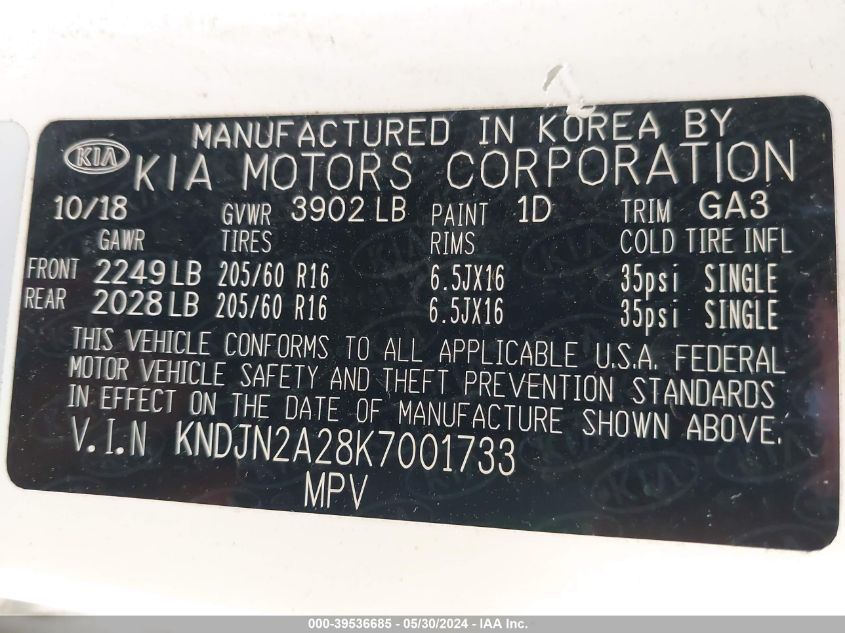 MANUFACTURED IN KOREA BY
KIA KIA MOTORS CORPORATION
10/18 GVWR 3902 LB PAINT 1D TRIM GA3
GAWR TIRES RIMS COLD TIRE INFL
FRONT 2249 LB 205/60 R16 6.5JX16 35psi SINGLE
REAR 2028 LB 205/60 R16 6.5JX16 35psi SINGLE
THIS VEHICLE CONFORMS TO ALL APPLICABLE U.S.A. FEDERAL
MOTOR VEHICLE SAFETY AND THEFT PREVENTION STANDARDS
IN EFFECT ON THE DATE OF MANUFACTURE SHOWN ABOVE.
V.I.N KNDJN2A28K7001733
MPV
000-39536685 - 05/30/2024 - IAA Inc.